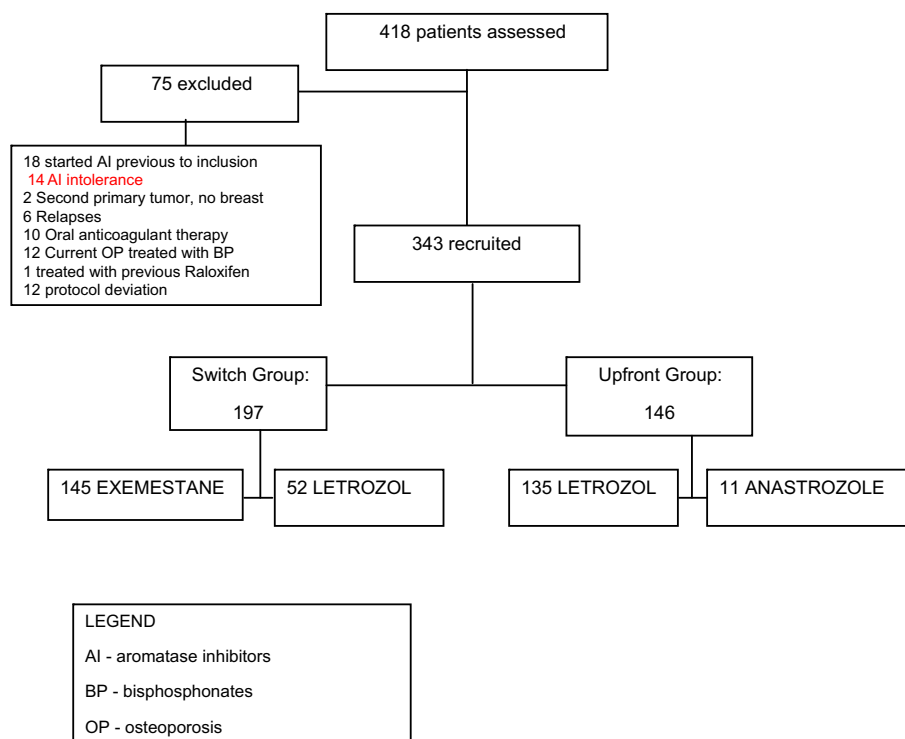 418 patients assessed
75 excluded
18 started AI previous to inclusion
14 AI intolerance
2 Second primary tumor, no breast
6 Relapses
10 Oral anticoagulant therapy
12 Current OP treated with BP
1 treated with previous Raloxifen
12 protocol deviation
343 recruited
Switch Group:
197
Upfront Group:
146
145 EXEMESTANE
52 LETROZOL
135 LETROZOL
11 ANASTROZOLE
LEGEND
AI - aromatase inhibitors
BP - bisphosphonates
OP - osteoporosis